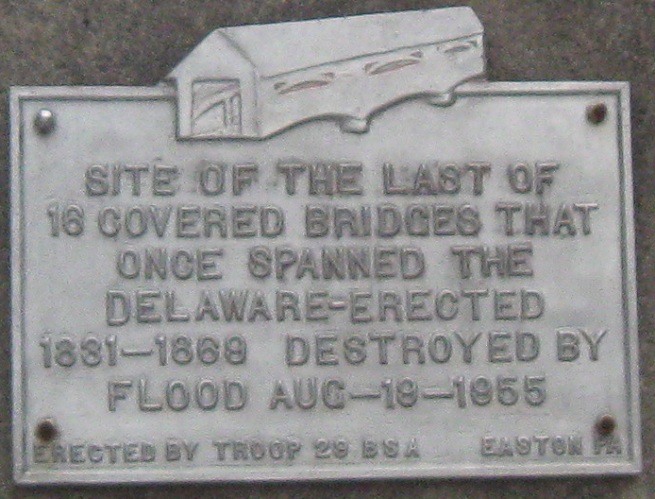 SITE OF THE LAST OF
16 COVERED BRIDGES THAT
ONCE SPANNED THE
DELAWARE-ERECTED
1831-1869 DESTROYED BY
FLOOD AUG-19-1955
ERECTED BY TROOP 29 BSA EASTON PA